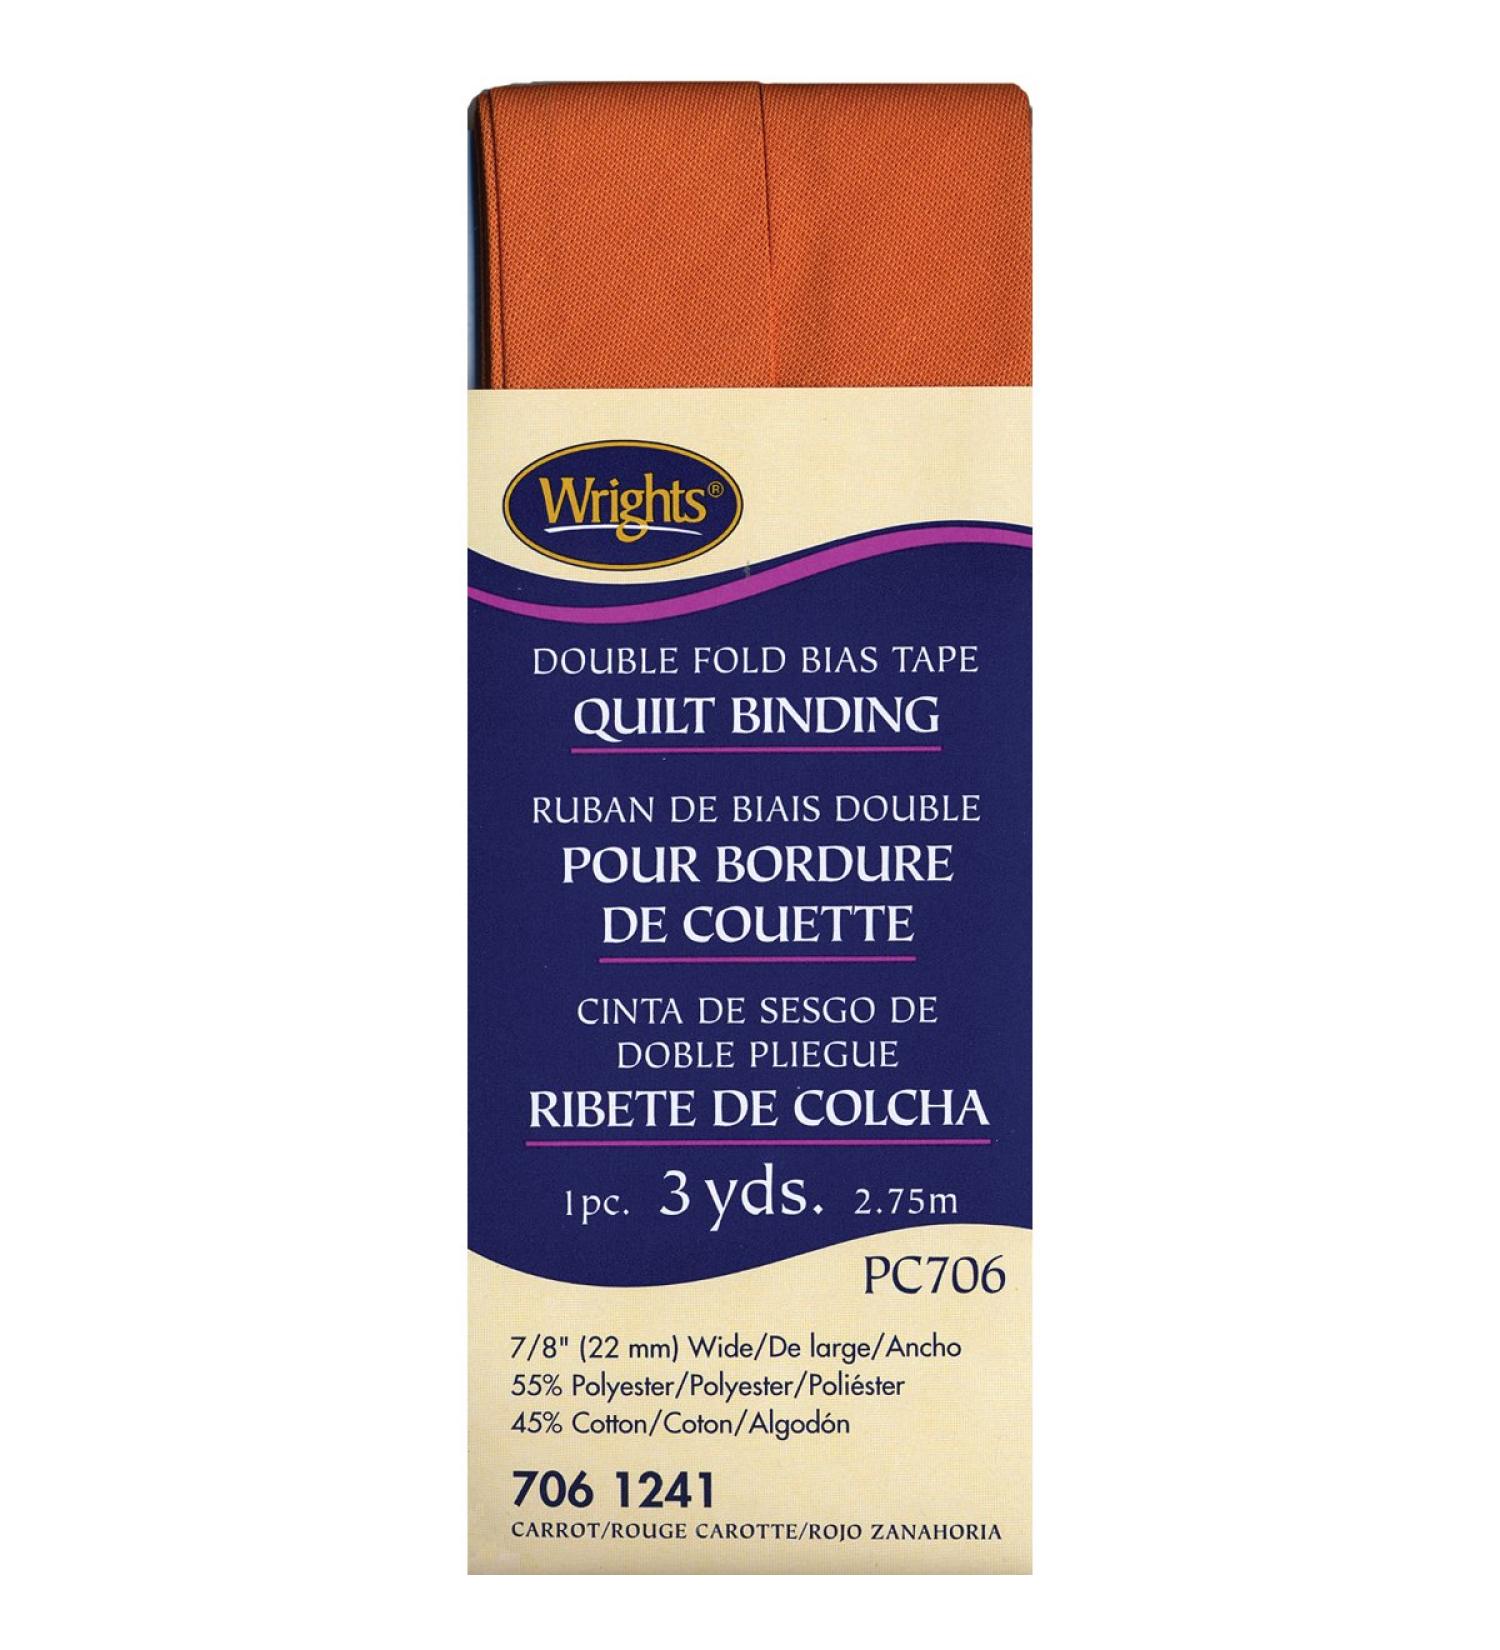 Wrights®
DOUBLE FOLD BIAS TAPE
QUILT BINDING
RUBAN DE BIAIS DOUBLE
POUR BORDURE
DE COUETTE
CINTA DE SESGO DE
DOBLE PLIEGUE
RIBETE DE COLCHA
1pc. 3 yds. 2.75m
PC706
7/8" (22 mm) Wide/De large/Ancho
55% Polyester/Polyester/Poliéster
45% Cotton/Coton/Algodón
706 1241
CARROT/ROUGE CAROTTE/ROJO ZANAHORIA